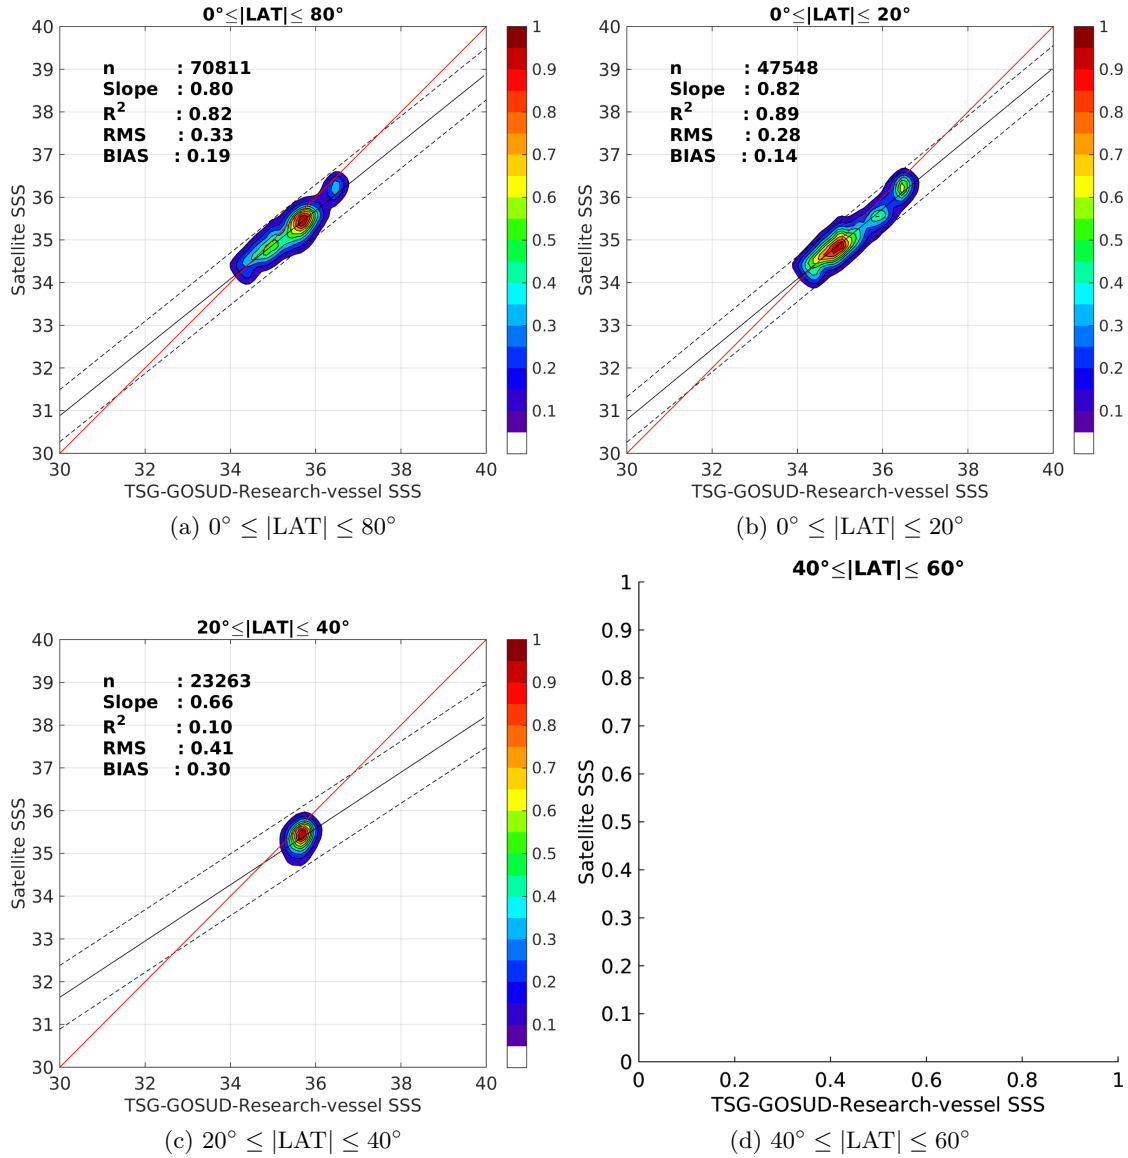 0°≤|LAT|≤ 80°
40
39
38
37
36
35
34
33
32
31
30
Satellite SSS
n : 70811
Slope : 0.80
R² : 0.82
RMS : 0.33
BIAS : 0.19
30 32 34 36 38 40
TSG-GOSUD-Research-vessel SSS
1
0.9
0.8
0.7
0.6
0.5
0.4
0.3
0.2
0.1
(a) 0° ≤ |LAT| ≤ 80°
0°≤|LAT|≤ 20°
40
39
38
37
36
35
34
33
32
31
30
Satellite SSS
n : 47548
Slope : 0.82
R² : 0.89
RMS : 0.28
BIAS : 0.14
30 32 34 36 38 40
TSG-GOSUD-Research-vessel SSS
1
0.9
0.8
0.7
0.6
0.5
0.4
0.3
0.2
0.1
(b) 0° ≤ |LAT| ≤ 20°
20°≤|LAT|≤ 40°
40
39
38
37
36
35
34
33
32
31
30
Satellite SSS
n : 23263
Slope : 0.66
R² : 0.10
RMS : 0.41
BIAS : 0.30
30 32 34 36 38 40
TSG-GOSUD-Research-vessel SSS
1
0.9
0.8
0.7
0.6
0.5
0.4
0.3
0.2
0.1
(c) 20° ≤ |LAT| ≤ 40°
40°≤|LAT|≤ 60°
1
0.9
0.8
0.7
0.6
0.5
0.4
0.3
0.2
0.1
0
Satellite SSS
0 0.2 0.4 0.6 0.8 1
TSG-GOSUD-Research-vessel SSS
(d) 40° ≤ |LAT| ≤ 60°